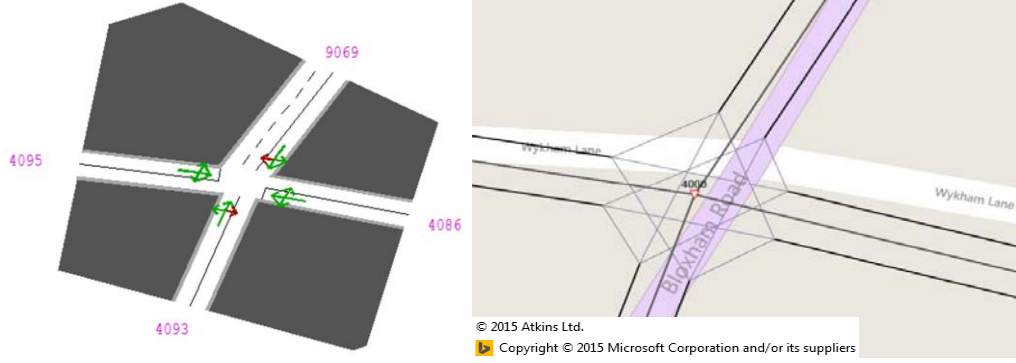 9069
4095
4086
4093
Wykham Lane
Wykham Lane
Bloxham Road
© 2015 Atkins Ltd.
Copyright © 2015 Microsoft Corporation and/or its suppliers